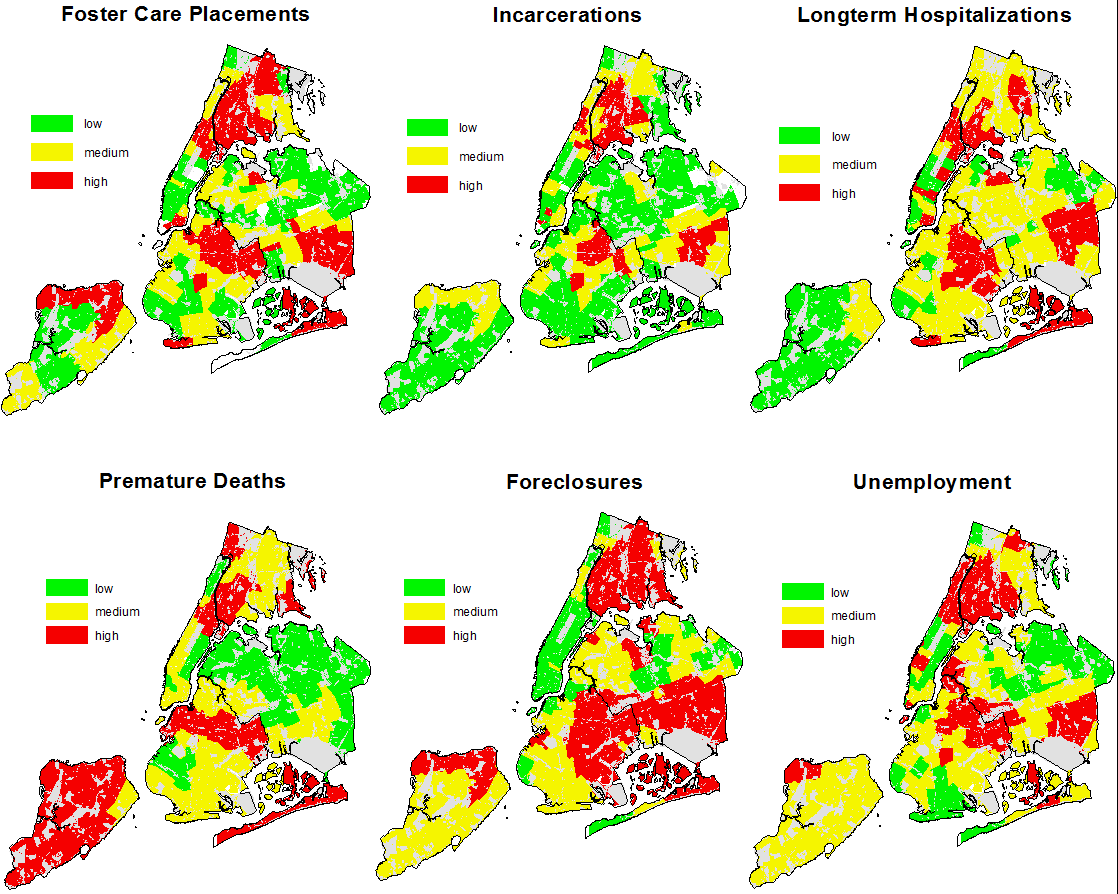 Foster Care Placements
low
medium
high
Incarcerations
low
medium
high
Longterm Hospitalizations
low
medium
high
Premature Deaths
low
medium
high
Foreclosures
low
medium
high
Unemployment
low
medium
high